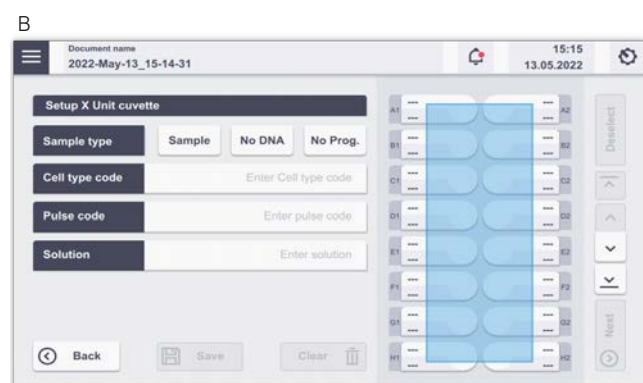 B
Document name
2022-May-13_15-14-31
15:15
13.05.2022
Setup X Unit cuvette
Sample type Sample No DNA No Prog.
Cell type code Enter Cell type code
Pulse code Enter pulse code
Solution Enter solution
Back Save Clear
A1 --- --- A2
--- ---
B1 --- --- B2
--- ---
C1 --- --- C2
--- ---
D1 --- --- D2
--- ---
E1 --- --- E2
--- ---
F1 --- --- F2
--- ---
G1 --- --- G2
--- ---
H1 --- --- H2
--- ---
Deselect
Next